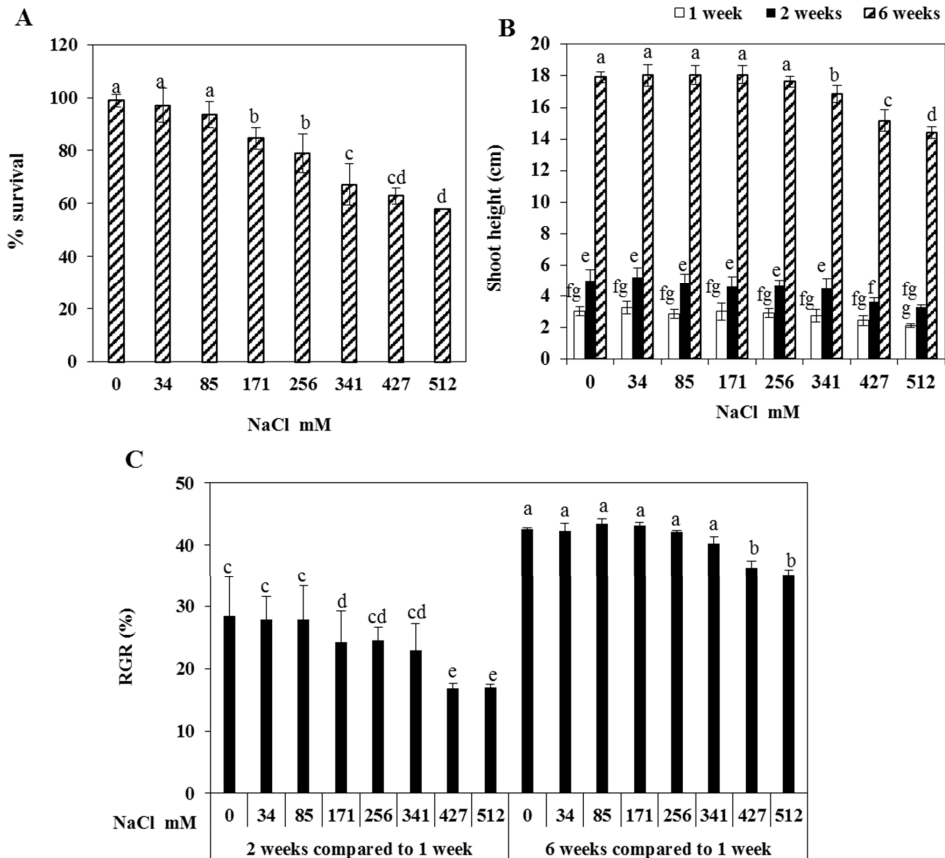 A
120
100
80
60
40
20
0
% survival
a a a b b c cd d
0 34 85 171 256 341 427 512
NaCl mM
B
1 week 2 weeks 6 weeks
20
18
16
14
12
10
8
6
4
2
0
Shoot height (cm)
a a a a a b c d
e e e e e e f fg
fg fg fg fg fg fg fg g
0 34 85 171 256 341 427 512
NaCl mM
C
50
40
30
20
10
0
RGR (%)
c c c d cd cd e e a a a a a a b b
NaCl mM 0 34 85 171 256 341 427 512 0 34 85 171 256 341 427 512
2 weeks compared to 1 week 6 weeks compared to 1 week